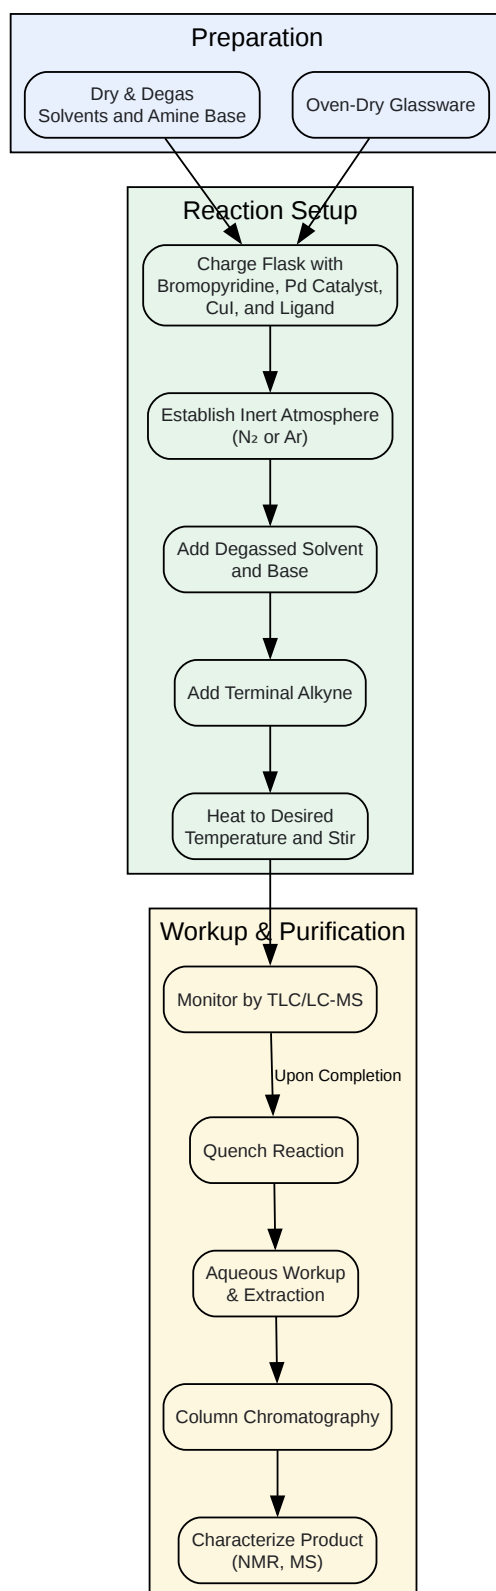 Preparation
Dry & Degas
Solvents and Amine Base
Oven-Dry Glassware
Reaction Setup
Charge Flask with
Bromopyridine, Pd Catalyst,
CuI, and Ligand
Establish Inert Atmosphere
(N₂ or Ar)
Add Degassed Solvent
and Base
Add Terminal Alkyne
Heat to Desired
Temperature and Stir
Workup & Purification
Monitor by TLC/LC-MS
Upon Completion
Quench Reaction
Aqueous Workup
& Extraction
Column Chromatography
Characterize Product
(NMR, MS)